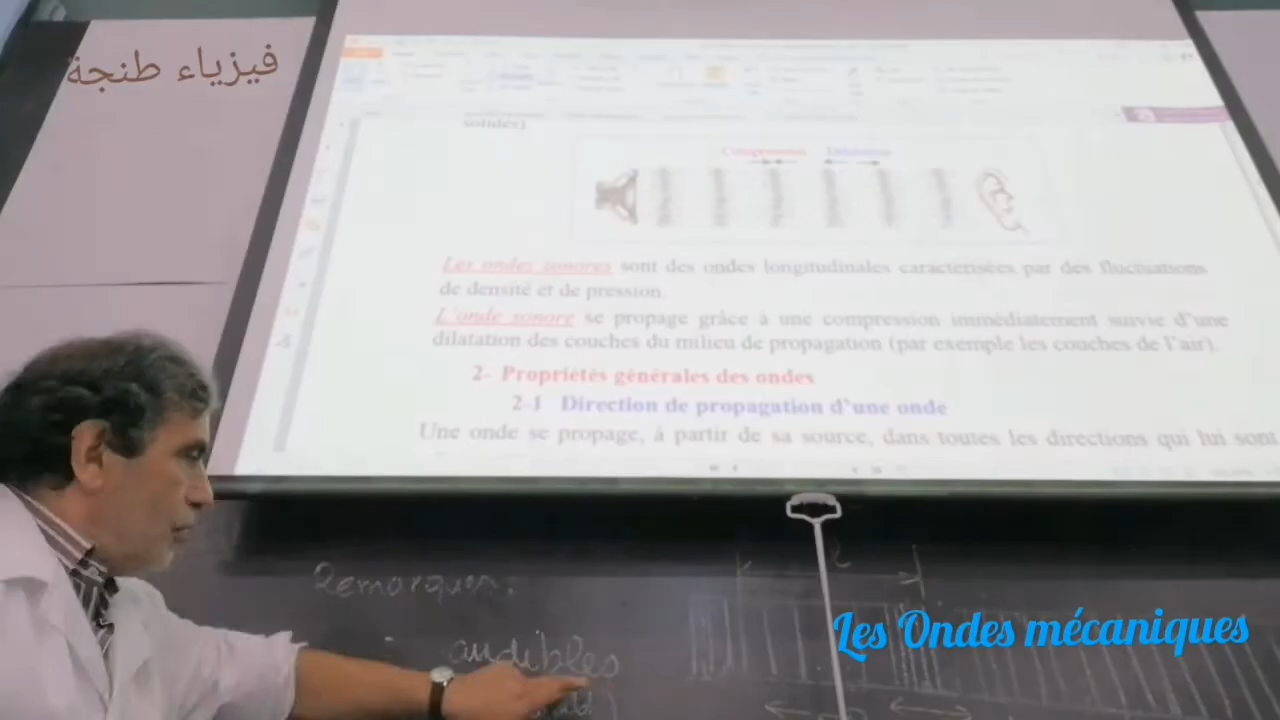 فيزياء طنجة
solides)
Compression Dilatation
Les ondes sonores sont des ondes longitudinales caractérisées par des fluctuations
de densité et de pression.
L'onde sonore se propage grâce à une compression immédiatement suivie d'une
dilatation des couches du milieu de propagation (par exemple les couches de l'air).
2- Propriétés générales des ondes
2-1 Direction de propagation d'une onde
Une onde se propage, à partir de sa source, dans toutes les directions qui lui sont
Remarques:
audibles
Les Ondes mécaniques